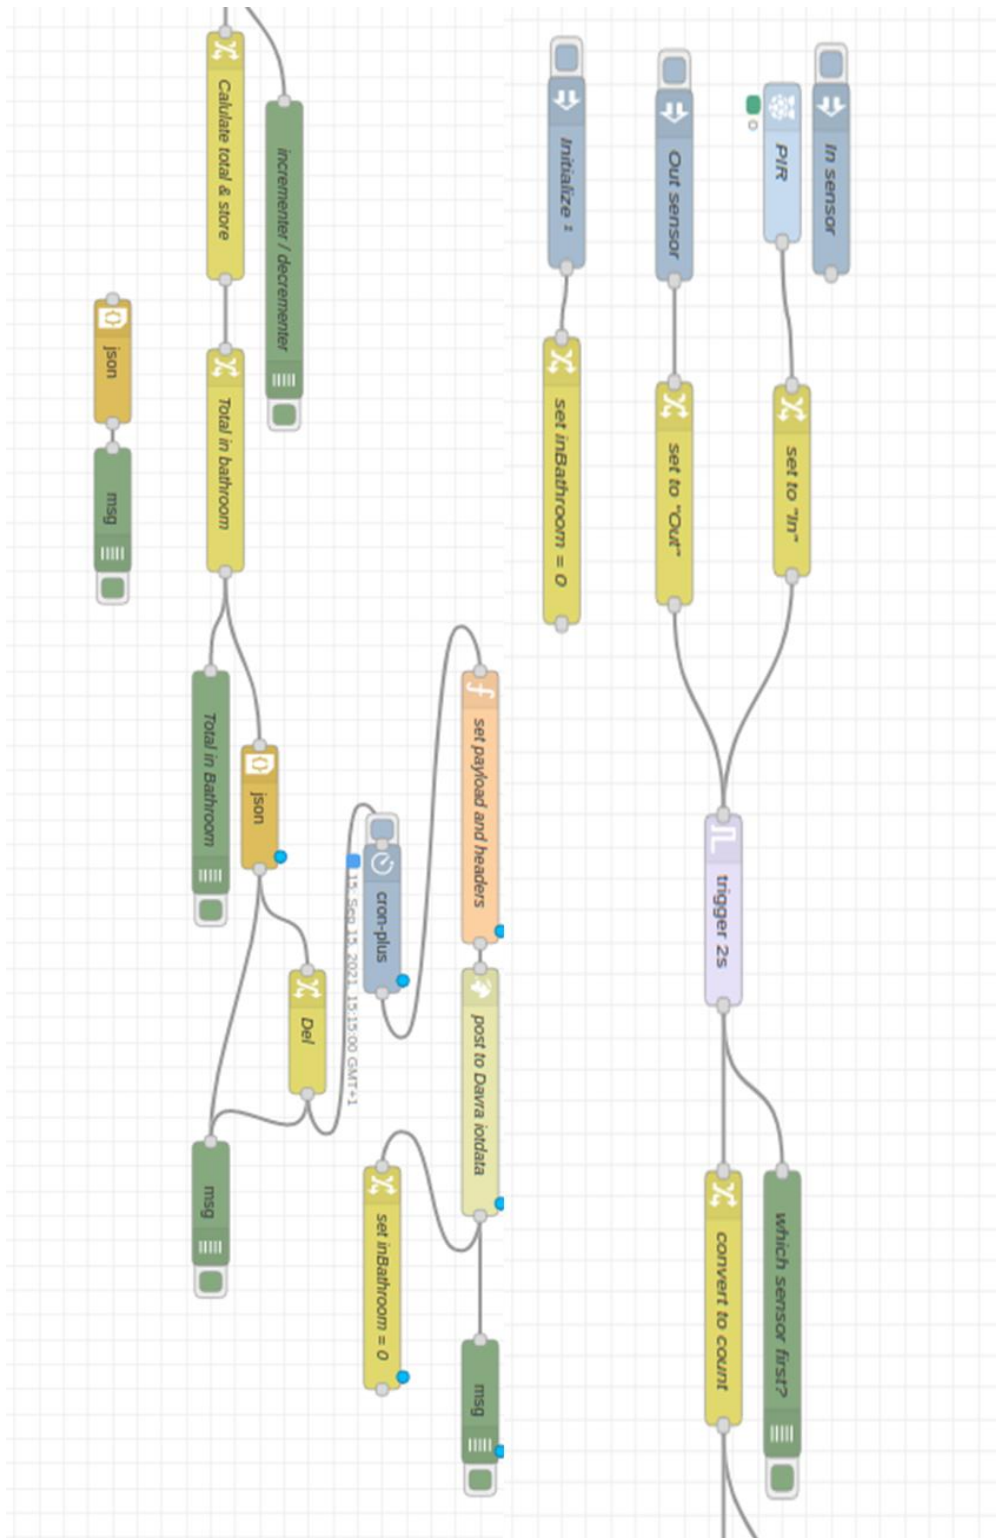 Initialize ²
Out sensor
PIR
In sensor
set inBathroom = 0
set to "Out"
set to "In"
trigger 2s
convert to count
which sensor first?
Calulate total & store
incrementer / decrementer
json
msg
Total in bathroom
Total in Bathroom
json
Del
msg
cron-plus
15: Sep 15, 2021, 15:15:00 GMT+1
set payload and headers
post to Davra iotdata
set inBathroom = 0
msg